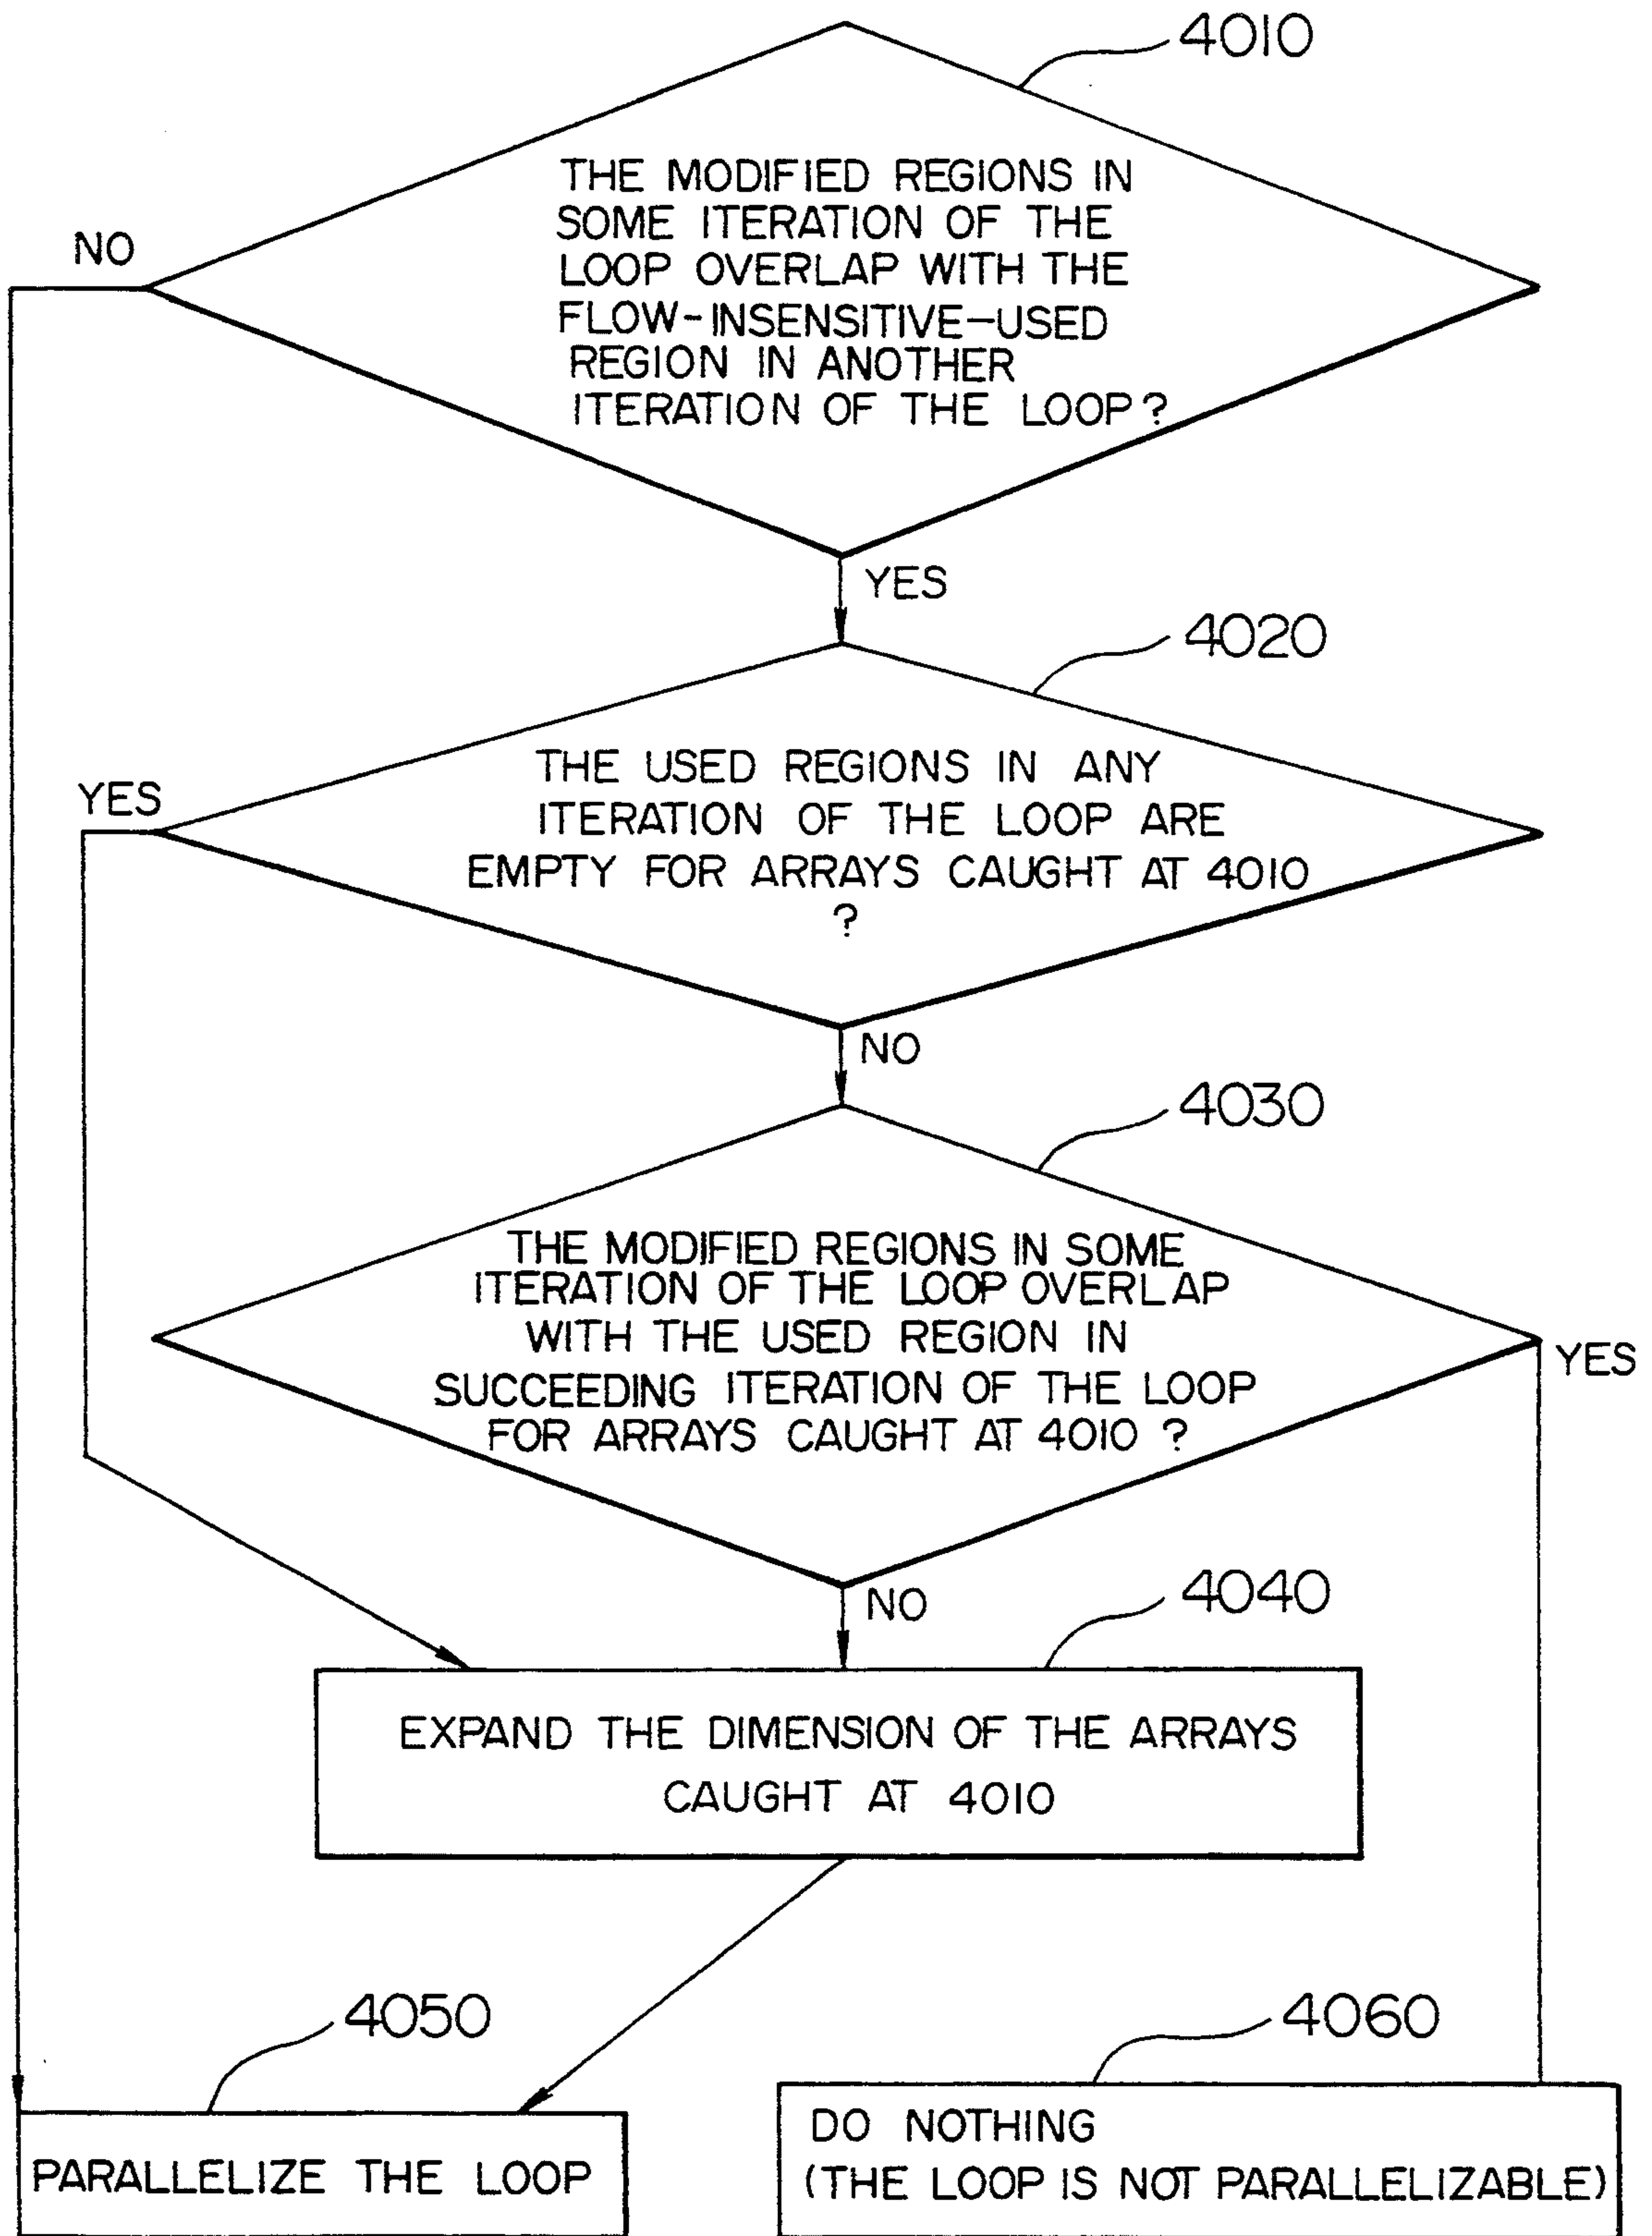 4010
THE MODIFIED REGIONS IN
SOME ITERATION OF THE
LOOP OVERLAP WITH THE
FLOW-INSENSITIVE-USED
REGION IN ANOTHER
ITERATION OF THE LOOP?
NO
YES
4020
THE USED REGIONS IN ANY
ITERATION OF THE LOOP ARE
EMPTY FOR ARRAYS CAUGHT AT 4010
?
YES
NO
4030
THE MODIFIED REGIONS IN SOME
ITERATION OF THE LOOP OVERLAP
WITH THE USED REGION IN
SUCCEEDING ITERATION OF THE LOOP
FOR ARRAYS CAUGHT AT 4010 ?
YES
NO
4040
EXPAND THE DIMENSION OF THE ARRAYS
CAUGHT AT 4010
4050
PARALLELIZE THE LOOP
4060
DO NOTHING
(THE LOOP IS NOT PARALLELIZABLE)